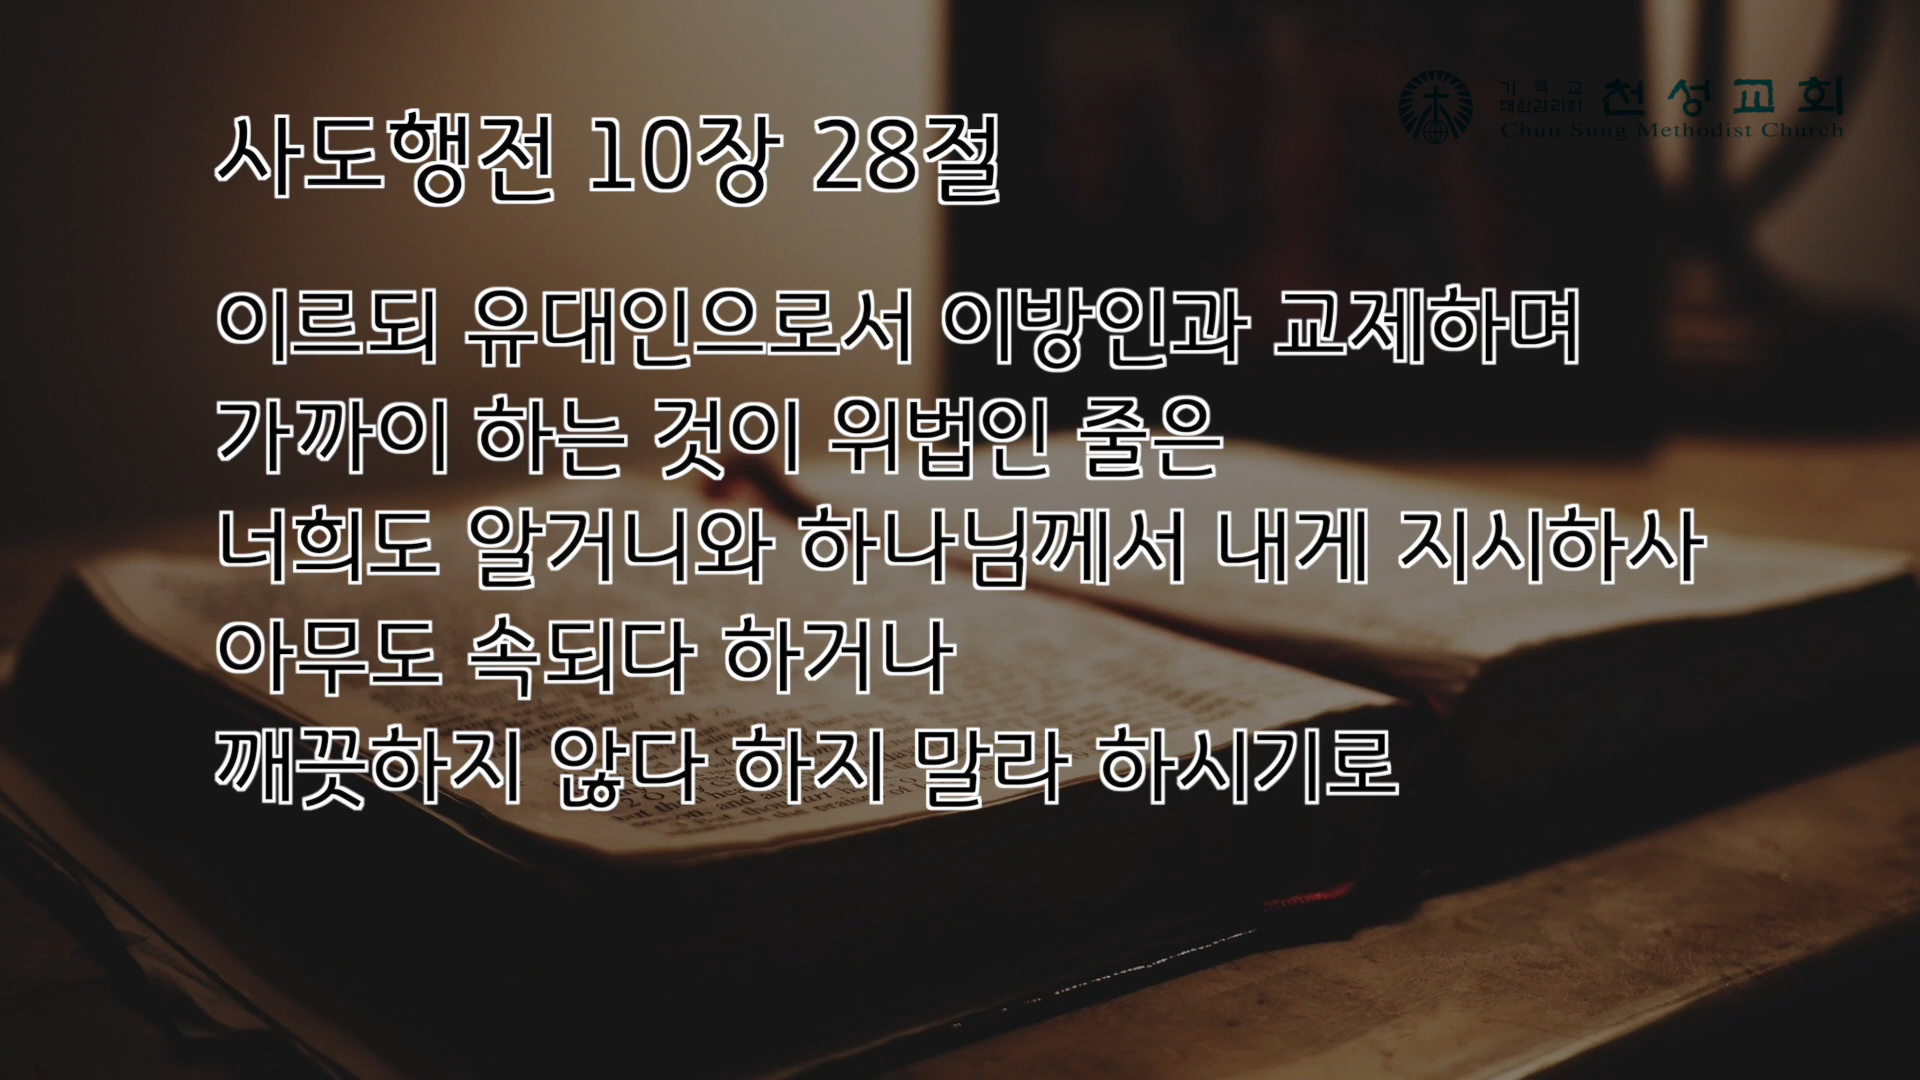 기독교
대한감리회
천성교회
Chun Sung Methodist Church
사도행전 10장 28절
이르되 유대인으로서 이방인과 교제하며
가까이 하는 것이 위법인 줄은
너희도 알거니와 하나님께서 내게 지시하사
아무도 속되다 하거나
깨끗하지 않다 하지 말라 하시기로